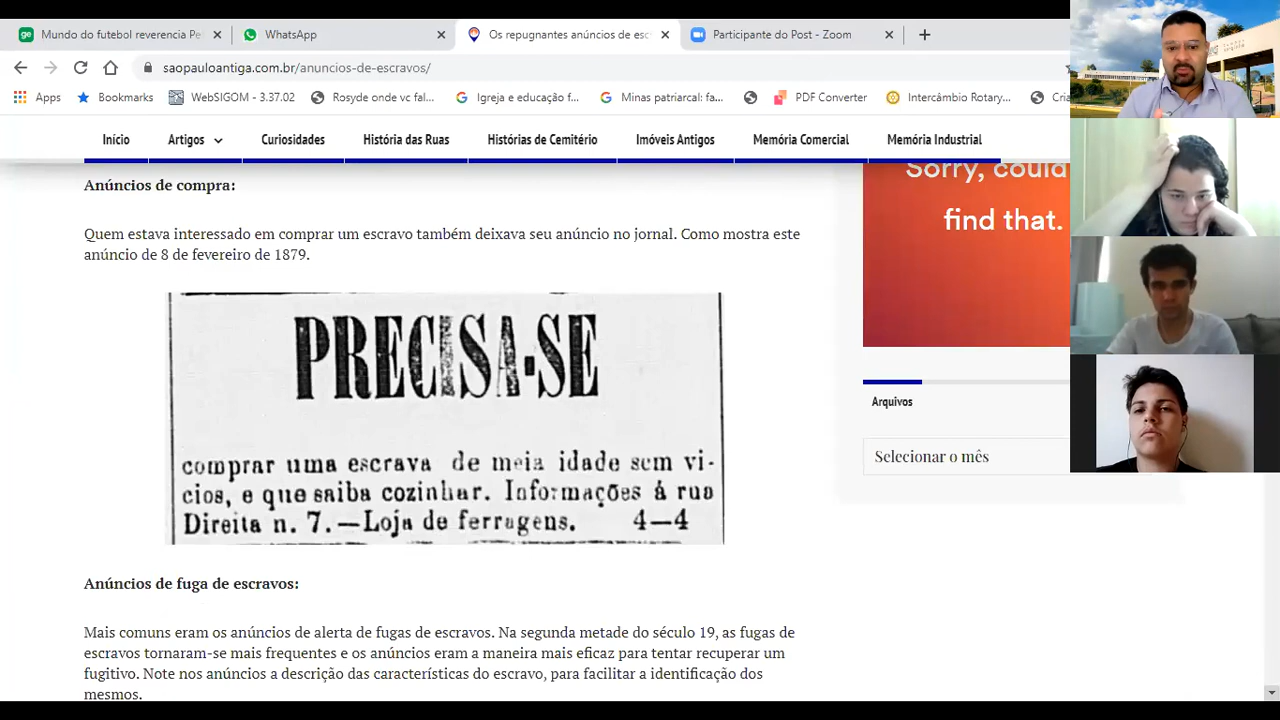 Mundo do futebol reverencia Pe
WhatsApp
Os repugnantes anúncios de esc
Participante do Post - Zoom
saopauloantiga.com.br/anuncios-de-escravos/
Apps
Bookmarks
WebSIGOM - 3.37.02
Rosyde
fal...
Igreja e educação f...
Minas patriarcal: fa...
PDF Converter
Intercâmbio Rotary...
Cria
Início
Artigos
Curiosidades
História das Ruas
Histórias de Cemitério
Imóveis Antigos
Memória Comercial
Memória Industrial
Anúncios de compra:
Quem estava interessado em comprar um escravo também deixava seu anúncio no jornal. Como mostra este
anúncio de 8 de fevereiro de 1879.
PRECISA-SE
comprar uma escrava de meia idade sem vi-
cios, e que saiba cozinhar. Informações á rua
Direita n. 7.—Loja de ferragens. 4—4
Anúncios de fuga de escravos:
Mais comuns eram os anúncios de alerta de fugas de escravos. Na segunda metade do século 19, as fugas de
escravos tornaram-se mais frequentes e os anúncios eram a maneira mais eficaz para tentar recuperar um
fugitivo. Note nos anúncios a descrição das características do escravo, para facilitar a identificação dos
mesmos.
Sorry, could
find that.
Arquivos
Selecionar o mês